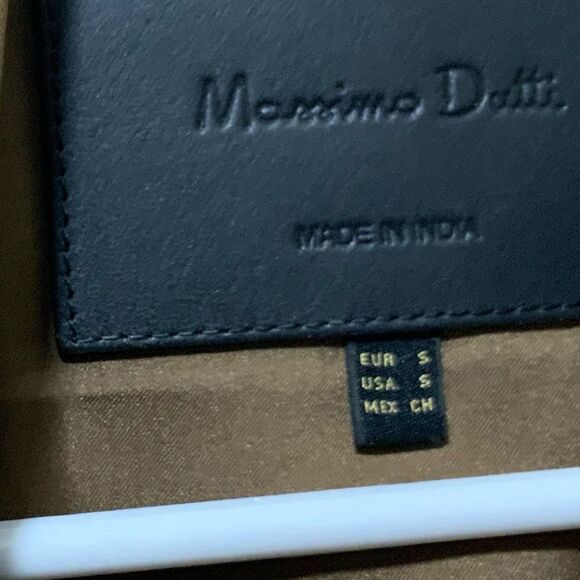 Massimo Dutti
MADE IN INDIA
EUR S
USA S
MEX CH